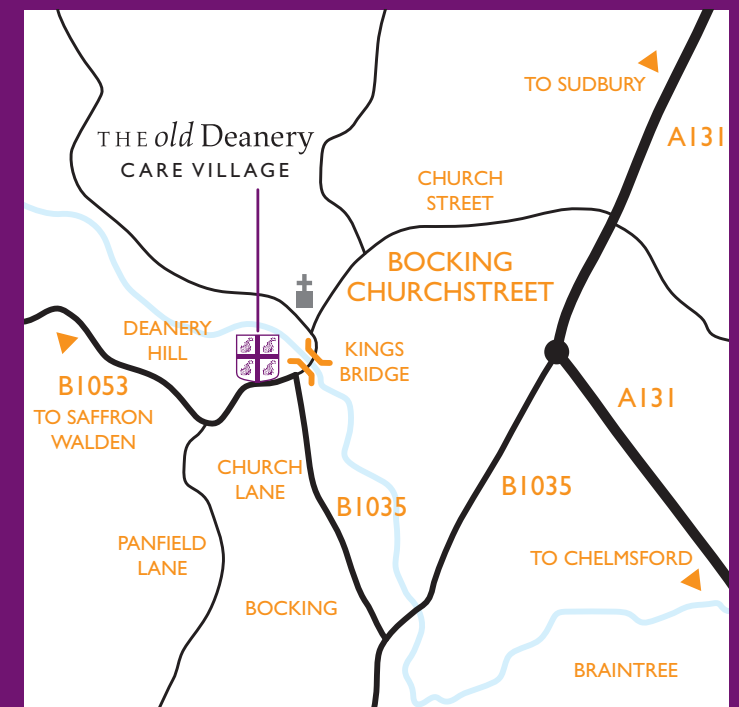 TO SUDBURY
A131
THE old Deanery
CARE VILLAGE
CHURCH
STREET
BOCKING
CHURCHSTREET
DEANERY
HILL
KINGS
BRIDGE
B1053
TO SAFFRON
WALDEN
A131
CHURCH
LANE
B1035
B1035
PANFIELD
LANE
TO CHELMSFORD
BOCKING
BRAINTREE